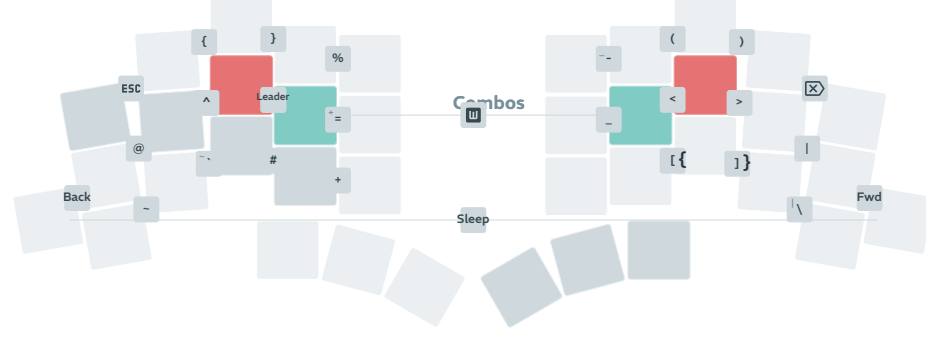 { } ( )
% ¯-
ESC ⌫
^ Leader Combos < >
+= W _
@ |
~` # [{ ]}
+
Back Fwd
~ |\
Sleep